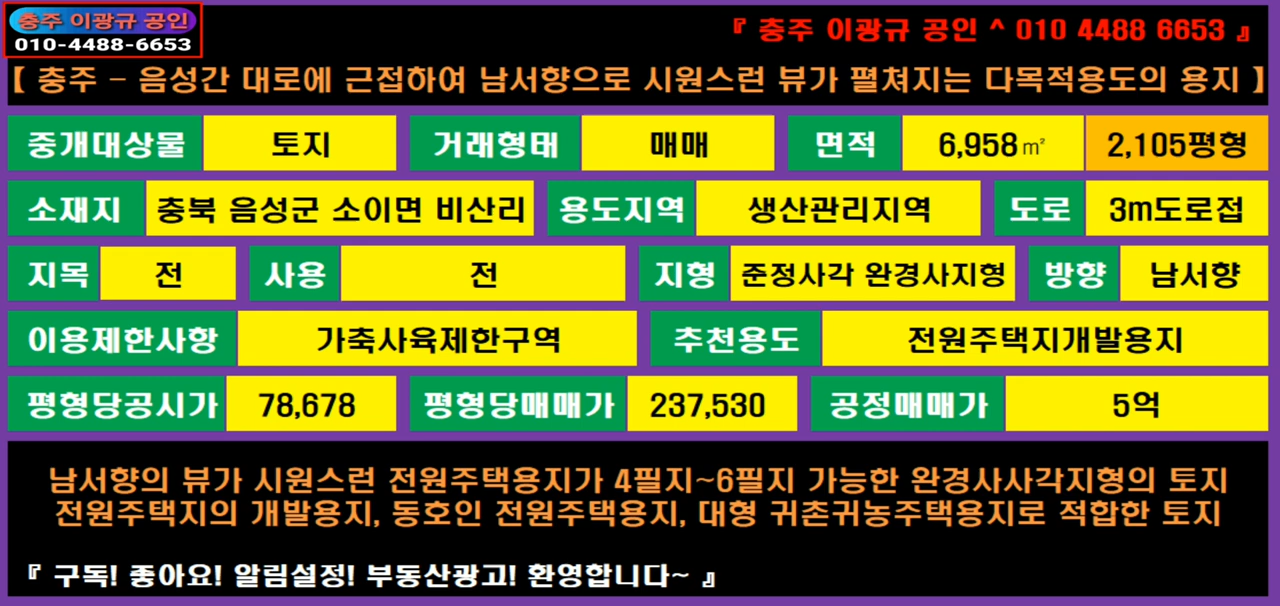 충주 이광규 공인
010-4488-6653
『 충주 이광규 공인 ^ 010 4488 6653 』
【 충주 – 음성간 대로에 근접하여 남서향으로 시원스런 뷰가 펼쳐지는 다목적용도의 용지 】
중개대상물 토지 거래형태 매매 면적 6,958㎡ 2,105평형
소재지 충북 음성군 소이면 비산리 용도지역 생산관리지역 도로 3m도로접
지목 전 사용 전 지형 준정사각 완경사지형 방향 남서향
이용제한사항 가축사육제한구역 추천용도 전원주택지개발용지
평형당공시가 78,678 평형당매매가 237,530 공정매매가 5억
남서향의 뷰가 시원스런 전원주택용지가 4필지~6필지 가능한 완경사사각지형의 토지
전원주택지의 개발용지, 동호인 전원주택용지, 대형 귀촌귀농주택용지로 적합한 토지
『 구독! 좋아요! 알림설정! 부동산광고! 환영합니다~ 』